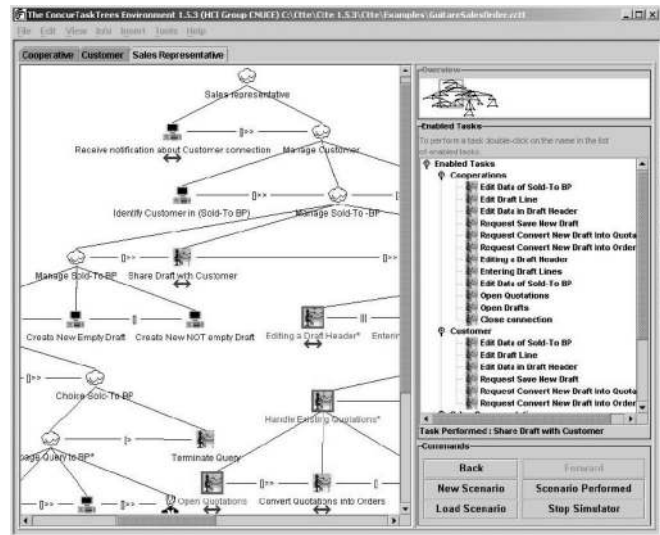 The ConcurTaskTrees Environment 1.5.3 (HCI Group CNUCE) C:\Ctte\Ctte 1.5.3\Ctte\Examples\GuitareSalesOrder.ctt
File Edit View Info Insert Tools Help
Cooperative Customer Sales Representative
Sales representative
[]>>
Receive notification about Customer connection
Manage Customer
[]>>
Identify Customer in (Sold-To BP)
Manage Sold-To -BP
[]>>
[]>>
Manage Sold-To BP
Share Draft with Customer
[]
Create New Empty Draft
Create New NOT empty Draft
Editing a Draft Header*
|||
Choice Sold-To BP
Handle Existing Quotations*
[>
Query to BP*
Terminate Query
[]>>
Open Quotations
Convert Quotations into Orders
[]>>
[]>>
Overview
Enabled Tasks
To perform a task double-click on the name in the list
of enabled tasks.
Enabled Tasks
Cooperations
Edit Data of Sold-To BP
Edit Draft Line
Edit Data in Draft Header
Request Save New Draft
Request Convert New Draft into Quota
Request Convert New Draft into Order
Editing a Draft Header
Entering Draft Lines
Edit Data of Sold-To BP
Open Quotations
Open Drafts
Close connection
Customer
Edit Data of Sold-To BP
Edit Draft Line
Edit Data in Draft Header
Request Save New Draft
Request Convert New Draft into Quota
Request Convert New Draft into Order
Task Performed : Share Draft with Customer
Commands
Back Forward
New Scenario Scenario Performed
Load Scenario Stop Simulator